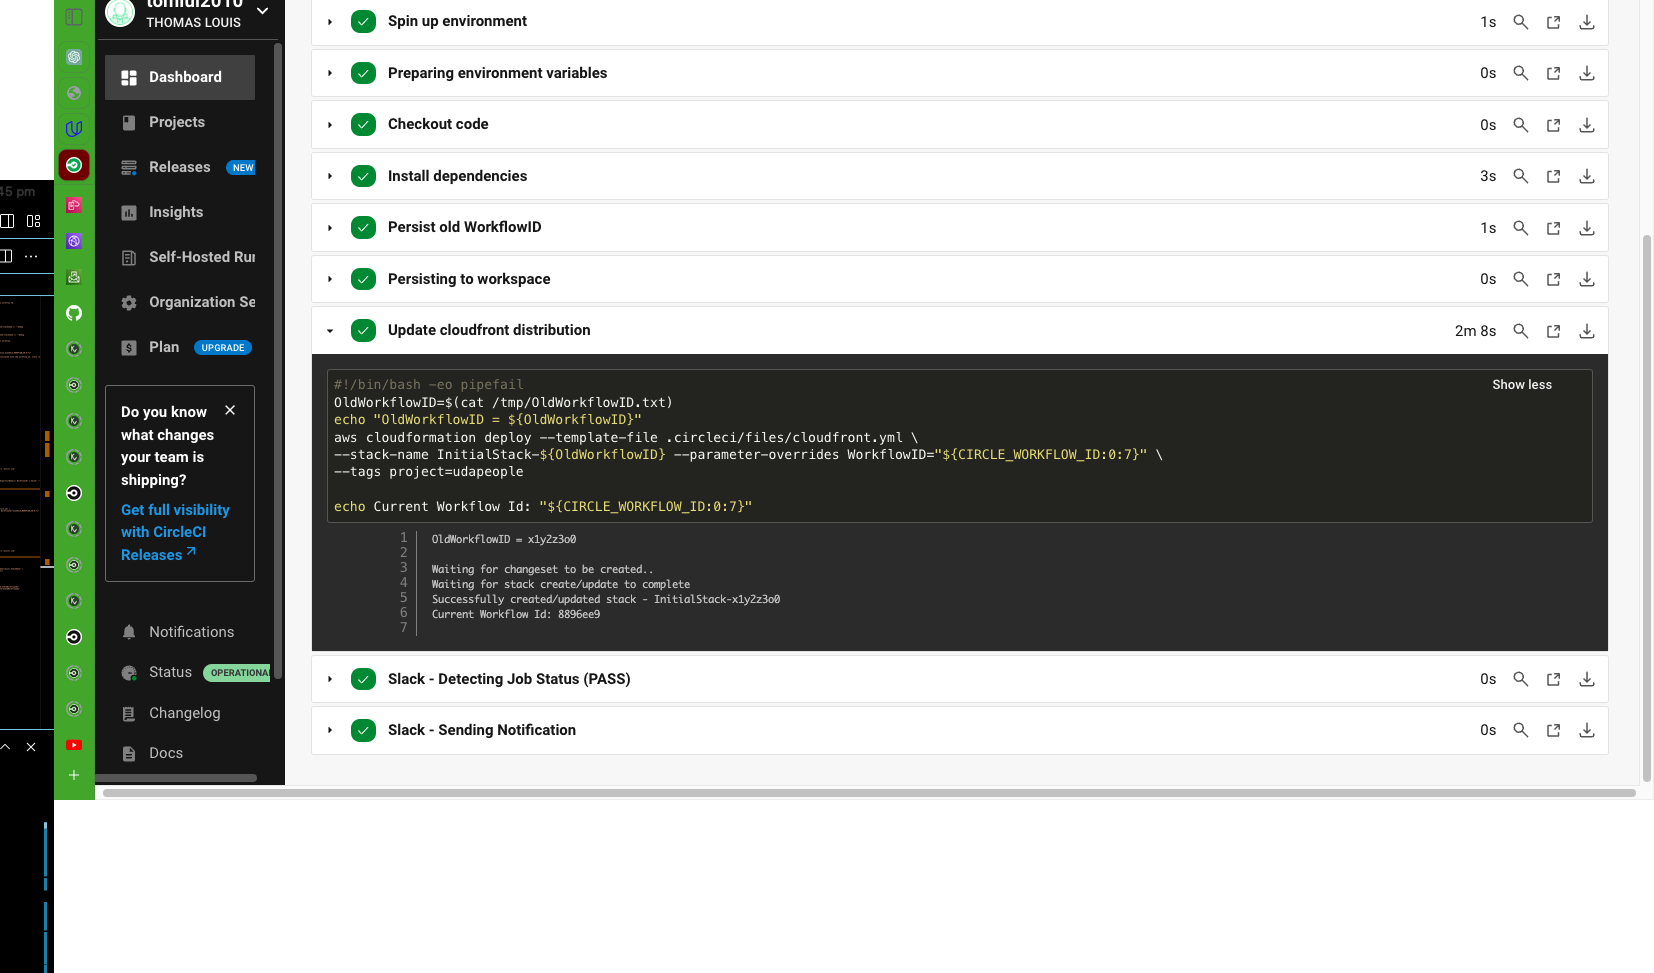 THOMAS LOUIS
45 pm
Dashboard
Projects
Releases NEW
Insights
Self-Hosted Rur
Organization Se
Plan UPGRADE
Do you know
what changes
your team is
shipping?
Get full visibility
with CircleCI
Releases
Notifications
Status OPERATIONAL
Changelog
Docs
Spin up environment 1s
Preparing environment variables 0s
Checkout code 0s
Install dependencies 3s
Persist old WorkflowID 1s
Persisting to workspace 0s
Update cloudfront distribution 2m 8s
#!/bin/bash -eo pipefail Show less
OldWorkflowID=$(cat /tmp/OldWorkflowID.txt)
echo "OldWorkflowID = ${OldWorkflowID}"
aws cloudformation deploy --template-file .circleci/files/cloudfront.yml \
--stack-name InitialStack-${OldWorkflowID} --parameter-overrides WorkflowID="${CIRCLE_WORKFLOW_ID:0:7}" \
--tags project=udapeople
echo Current Workflow Id: "${CIRCLE_WORKFLOW_ID:0:7}"
1 OldWorkflowID = x1y2z3o0
2
3 Waiting for changeset to be created..
4 Waiting for stack create/update to complete
5 Successfully created/updated stack - InitialStack-x1y2z3o0
6 Current Workflow Id: 8896ee9
7
Slack - Detecting Job Status (PASS) 0s
Slack - Sending Notification 0s